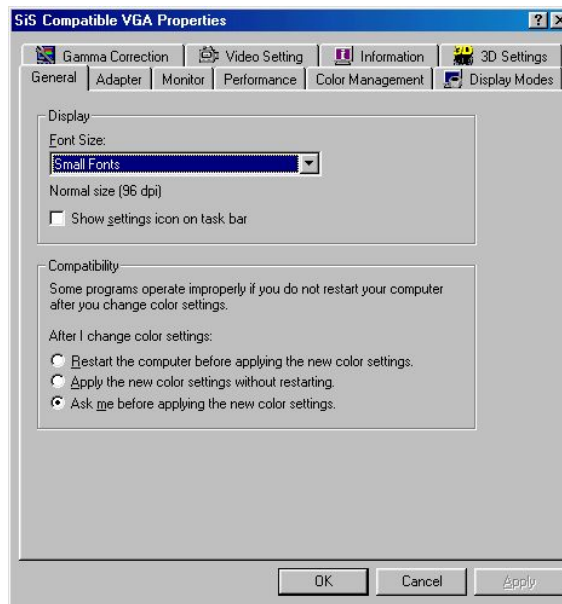 SiS Compatible VGA Properties
Gamma Correction Video Setting Information 3D Settings
General Adapter Monitor Performance Color Management Display Modes
Display
Font Size:
Small Fonts
Normal size (96 dpi)
Show settings icon on task bar
Compatibility
Some programs operate improperly if you do not restart your computer
after you change color settings.
After I change color settings:
Restart the computer before applying the new color settings.
Apply the new color settings without restarting.
Ask me before applying the new color settings.
OK Cancel Apply